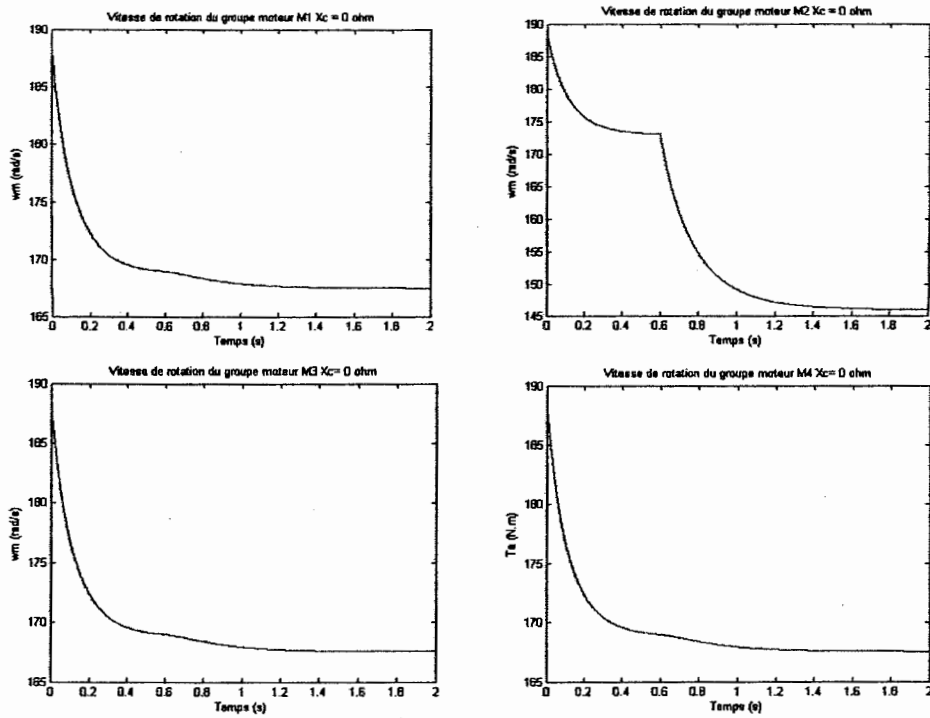 Vitesse de rotation du groupe moteur M1 Xc = 0 ohm
190
185
180
175
170
165
wm (rad/s)
0 0.2 0.4 0.6 0.8 1 1.2 1.4 1.6 1.8 2
Temps (s)
Vitesse de rotation du groupe moteur M2 Xc = 0 ohm
190
185
180
175
170
165
160
155
150
145
wm (rad/s)
0 0.2 0.4 0.6 0.8 1.0 1.2 1.4 1.6 1.8 2
Temps (s)
Vitesse de rotation du groupe moteur M3 Xc= 0 ohm
190
185
180
175
170
165
wm (rad/s)
0 0.2 0.4 0.6 0.8 1 1.2 1.4 1.6 1.8 2
Temps (s)
Vitesse de rotation du groupe moteur M4 Xc= 0 ohm
190
185
180
175
170
165
Te (N.m)
0 0.2 0.4 0.6 0.8 1 1.2 1.4 1.6 1.8 2
Temps (s)